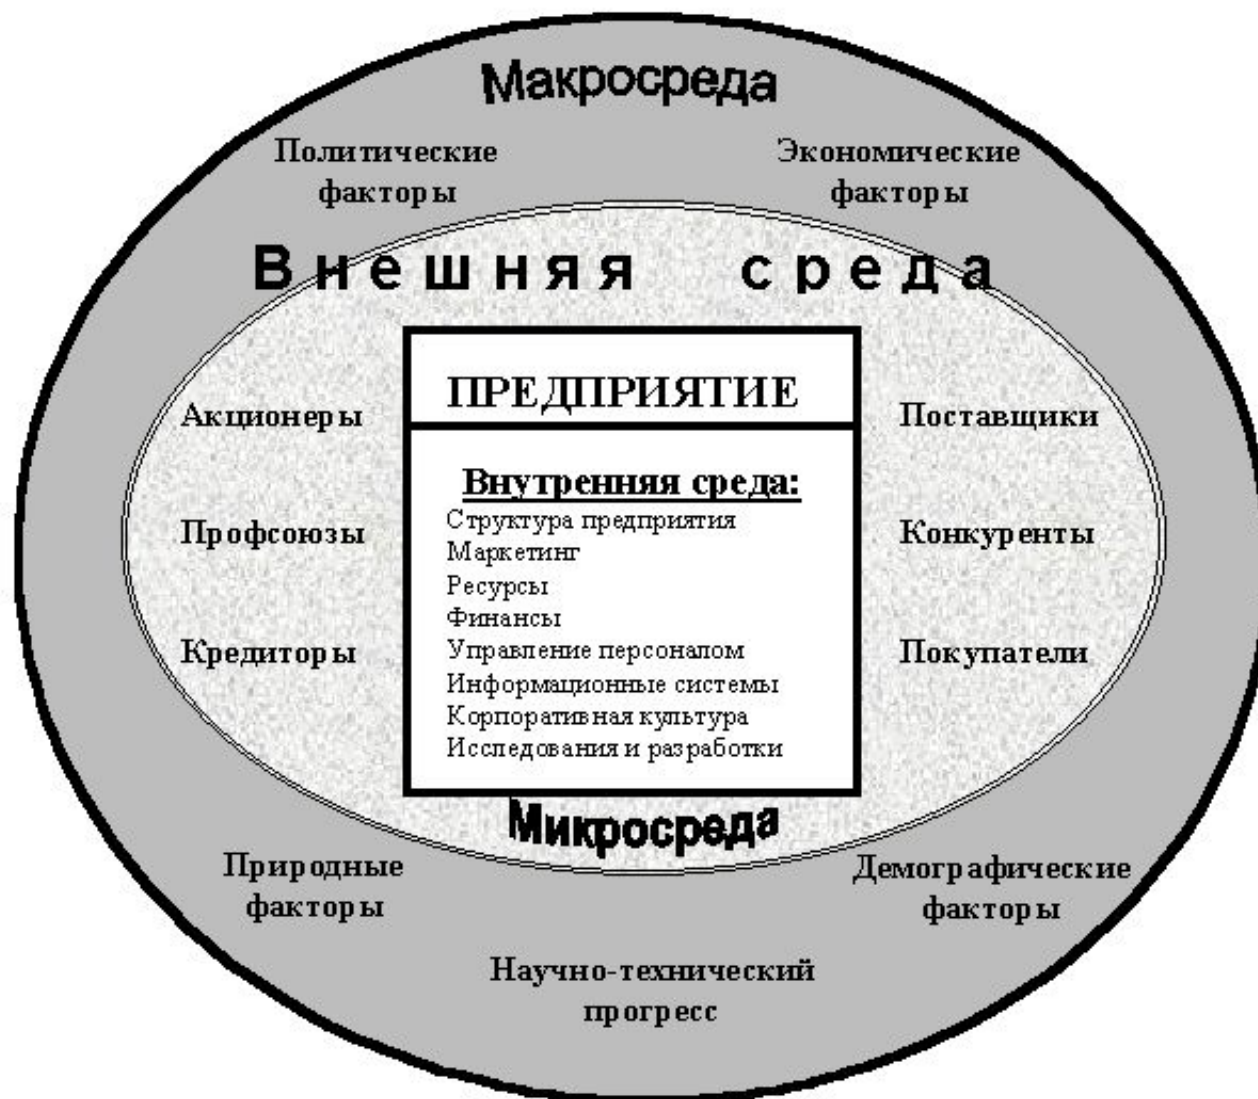 Макросреда
Политические
факторы
Экономические
факторы
Внешняя среда
ПРЕДПРИЯТИЕ
Акционеры
Профсоюзы
Кредиторы
Внутренняя среда:
Структура предприятия
Маркетинг
Ресурсы
Финансы
Управление персоналом
Информационные системы
Корпоративная культура
Исследования и разработки
Поставщики
Конкуренты
Покупатели
Микросреда
Природные
факторы
Демографические
факторы
Научно-технический
прогресс